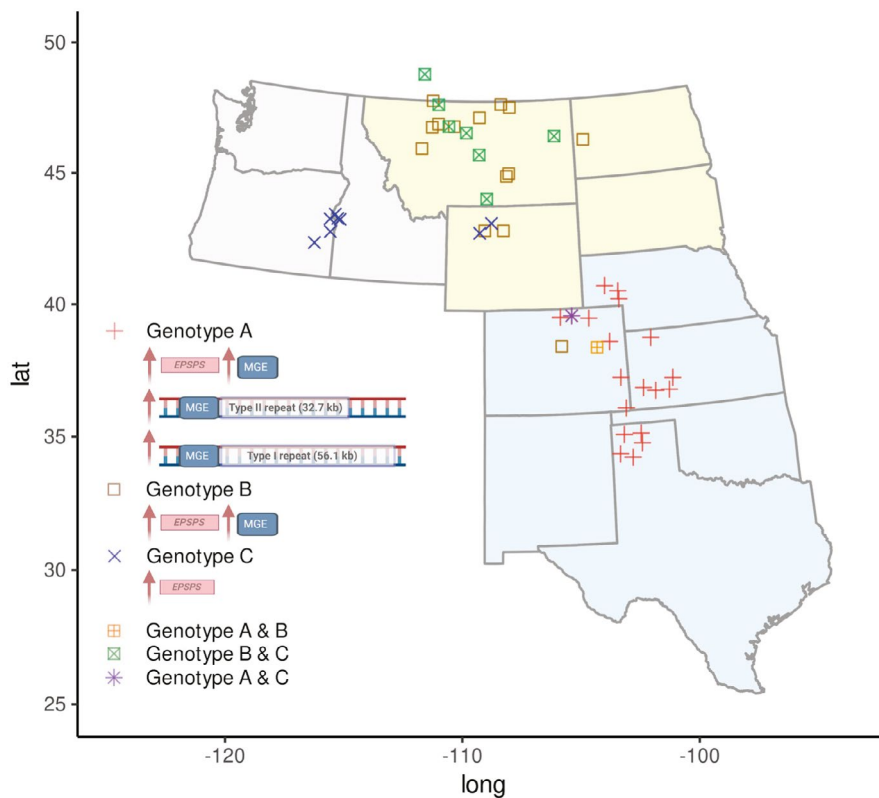 50
45
40
35
30
25
lat
Genotype A
EPSPS MGE
MGE Type II repeat (32.7 kb)
MGE Type I repeat (56.1 kb)
Genotype B
EPSPS MGE
Genotype C
EPSPS
Genotype A & B
Genotype B & C
Genotype A & C
-120 -110 -100
long